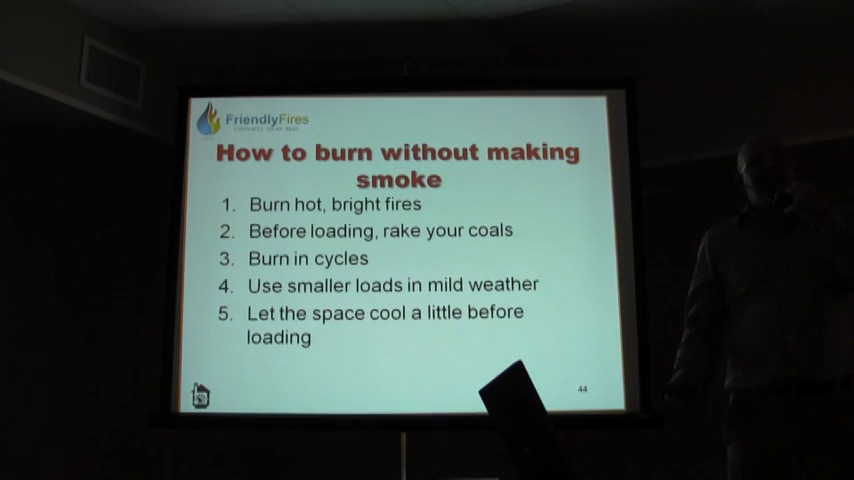 FriendlyFires
How to burn without making
smoke
1. Burn hot, bright fires
2. Before loading, rake your coals
3. Burn in cycles
4. Use smaller loads in mild weather
5. Let the space cool a little before
loading
44